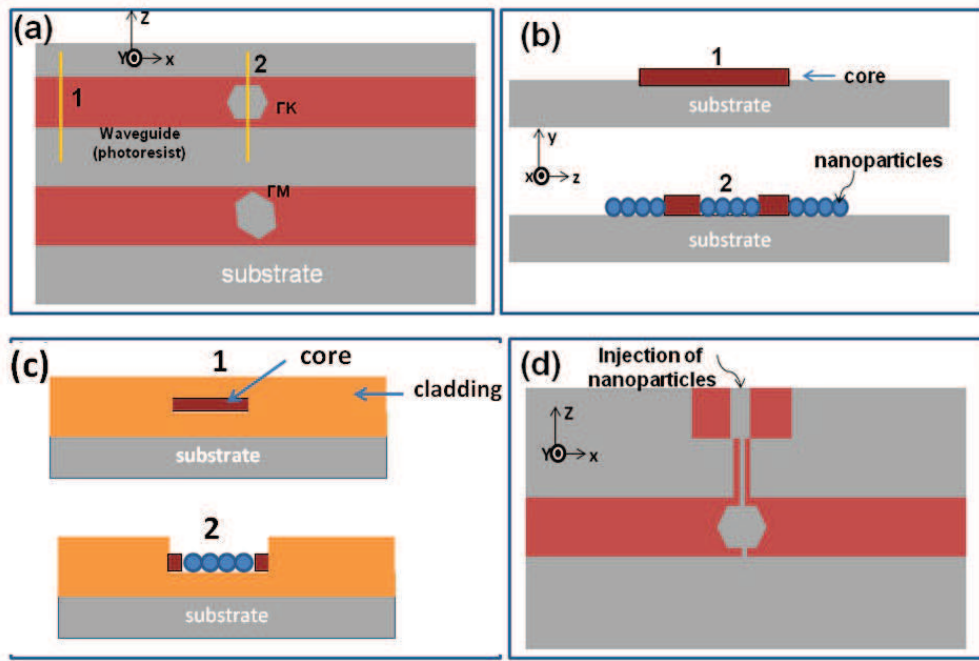 (a)
Z
Y
x
1
2
ΓK
Waveguide
(photoresist)
ΓM
substrate
(b)
1
core
substrate
y
x
z
2
nanoparticles
substrate
(c)
1
core
cladding
substrate
2
substrate
(d)
Injection of
nanoparticles
Z
Y
x